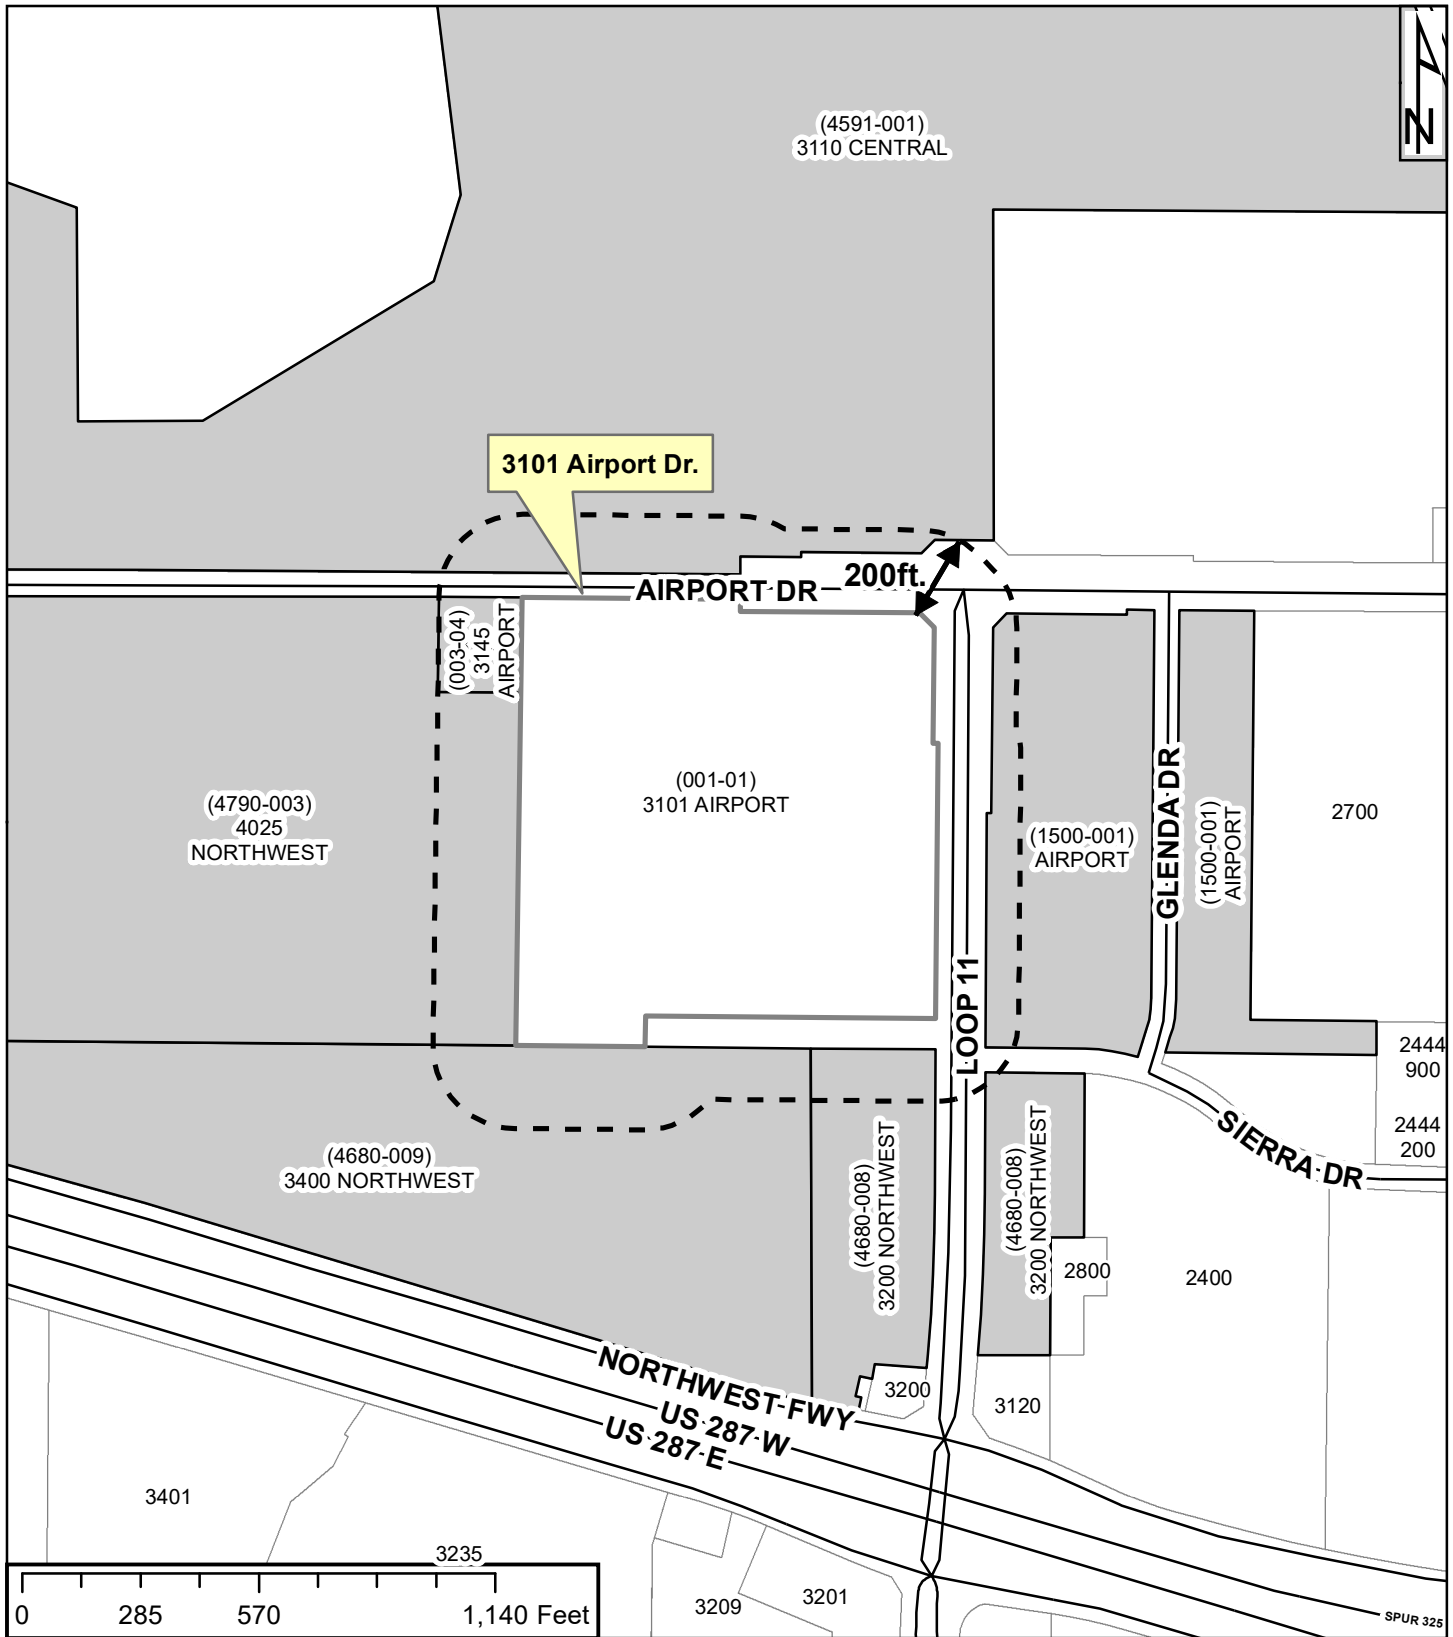 N
(4591-001)
3110 CENTRAL
3101 Airport Dr.
200ft.
AIRPORT DR
(003-04)
3145
AIRPORT
(001-01)
3101 AIRPORT
(4790-003)
4025
NORTHWEST
(1500-001)
AIRPORT
GLENDA DR
(1500-001)
AIRPORT
2700
LOOP 11
2444
900
2444
200
SIERRA DR
(4680-009)
3400 NORTHWEST
(4680-008)
3200 NORTHWEST
(4680-008)
3200 NORTHWEST
2800
2400
NORTHWEST FWY
US 287 W
US 287 E
3200
3120
3401
3235
3209
3201
SPUR 325
0 285 570 1,140 Feet